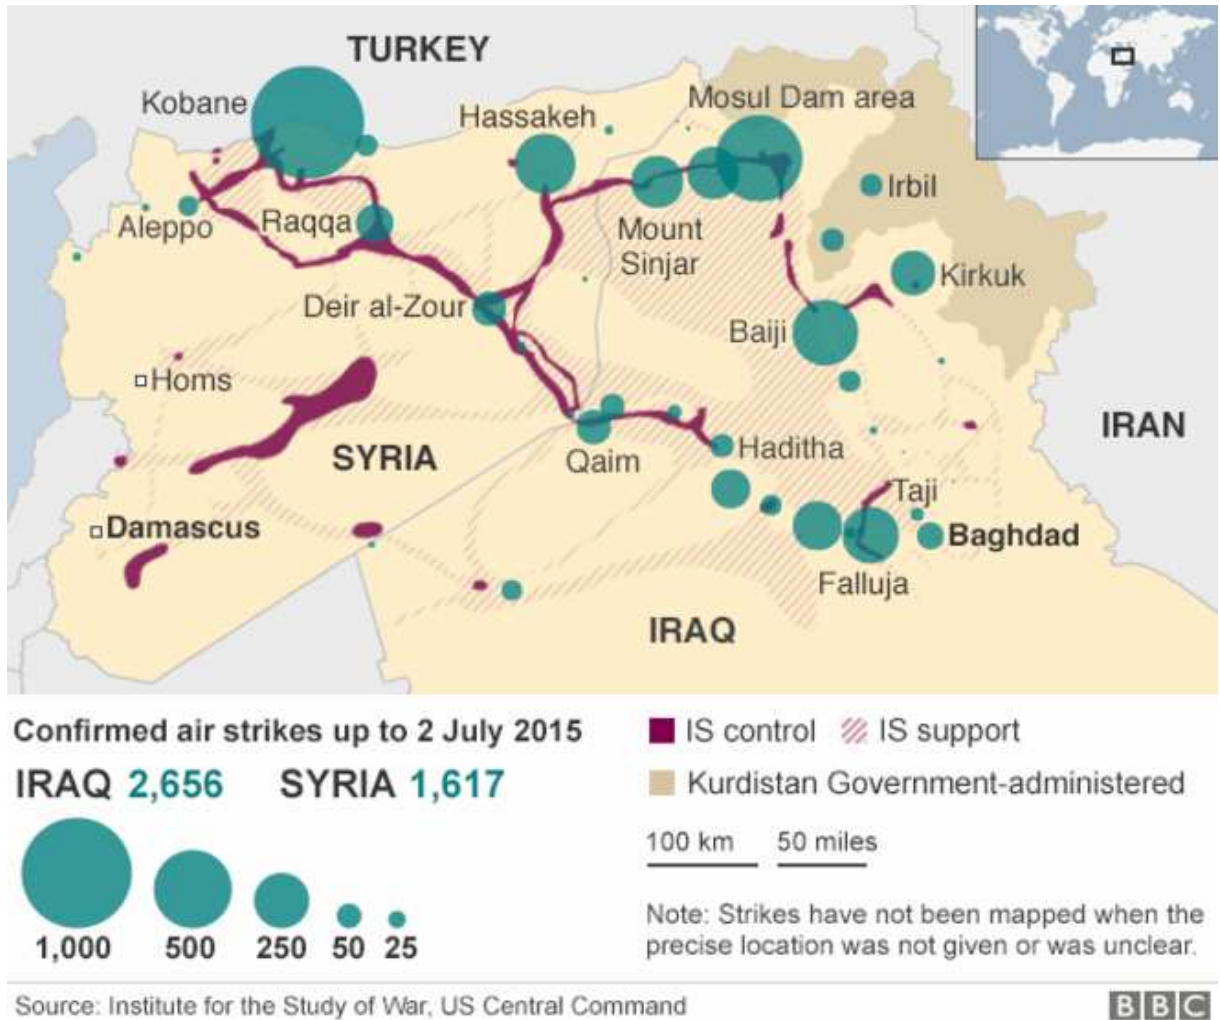 TURKEY
Kobane
Hassakeh
Mosul Dam area
Irbil
Aleppo
Raqqa
Mount
Sinjar
Kirkuk
Deir al-Zour
Baiji
Homs
IRAN
SYRIA
Qaim
Haditha
Taji
Damascus
Baghdad
Falluja
IRAQ
Confirmed air strikes up to 2 July 2015
IRAQ 2,656 SYRIA 1,617
1,000 500 250 50 25
IS control IS support
Kurdistan Government-administered
100 km 50 miles
Note: Strikes have not been mapped when the
precise location was not given or was unclear.
Source: Institute for the Study of War, US Central Command
BBC